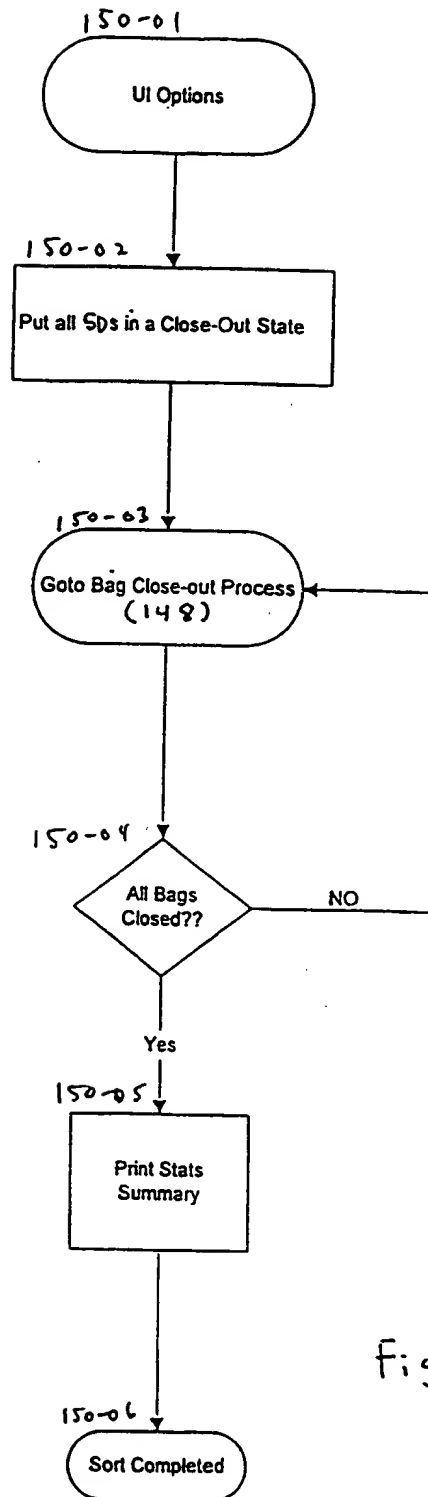 150-01
UI Options
150-02
Put all SDs in a Close-Out State
150-03
Goto Bag Close-out Process
(148)
150-04
All Bags
Closed??
NO
Yes
150-05
Print Stats
Summary
150-06
Sort Completed
Fig